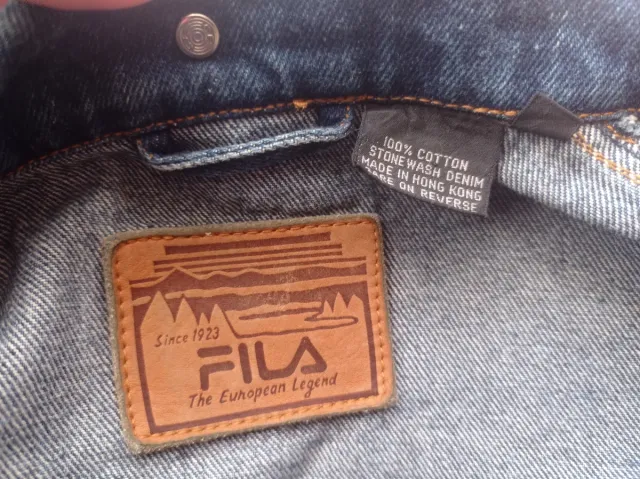 100% COTTON
STONEWASH DENIM
MADE IN HONG KONG
CARE ON REVERSE
Since 1923
FILA
The European Legend